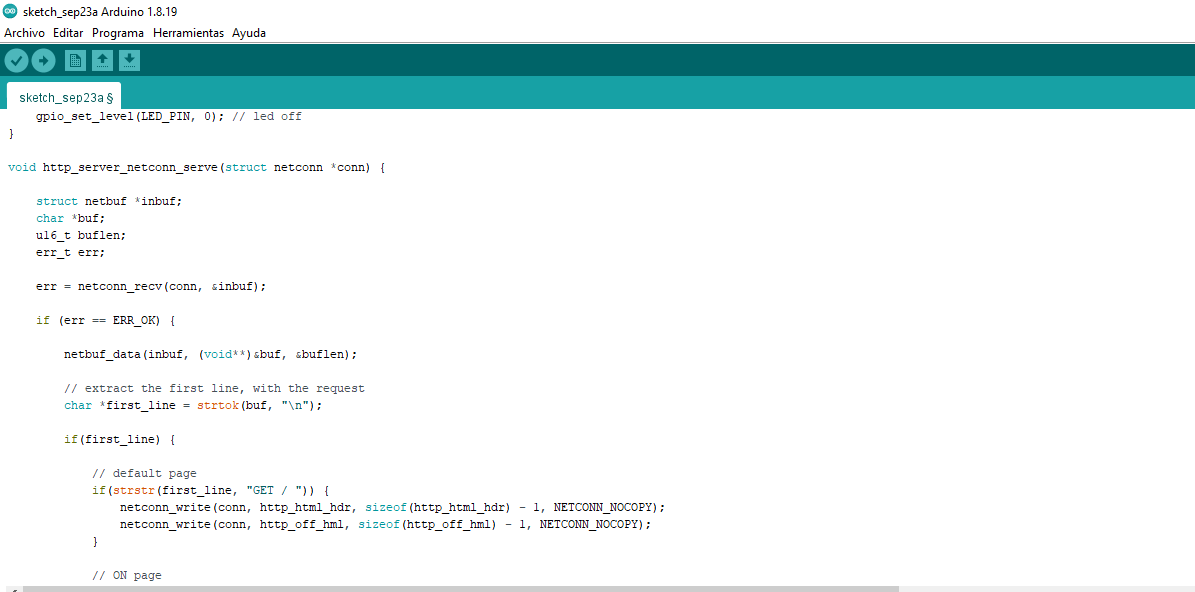 sketch_sep23a Arduino 1.8.19
Archivo Editar Programa Herramientas Ayuda
sketch_sep23a §
gpio_set_level(LED_PIN, 0); // led off
}
void http_server_netconn_serve(struct netconn *conn) {
struct netbuf *inbuf;
char *buf;
u16_t buflen;
err_t err;
err = netconn_recv(conn, &inbuf);
if (err == ERR_OK) {
netbuf_data(inbuf, (void**)&buf, &buflen);
// extract the first line, with the request
char *first_line = strtok(buf, "\n");
if(first_line) {
// default page
if(strstr(first_line, "GET / ")) {
netconn_write(conn, http_html_hdr, sizeof(http_html_hdr) - 1, NETCONN_NOCOPY);
netconn_write(conn, http_off_hml, sizeof(http_off_hml) - 1, NETCONN_NOCOPY);
}
// ON page